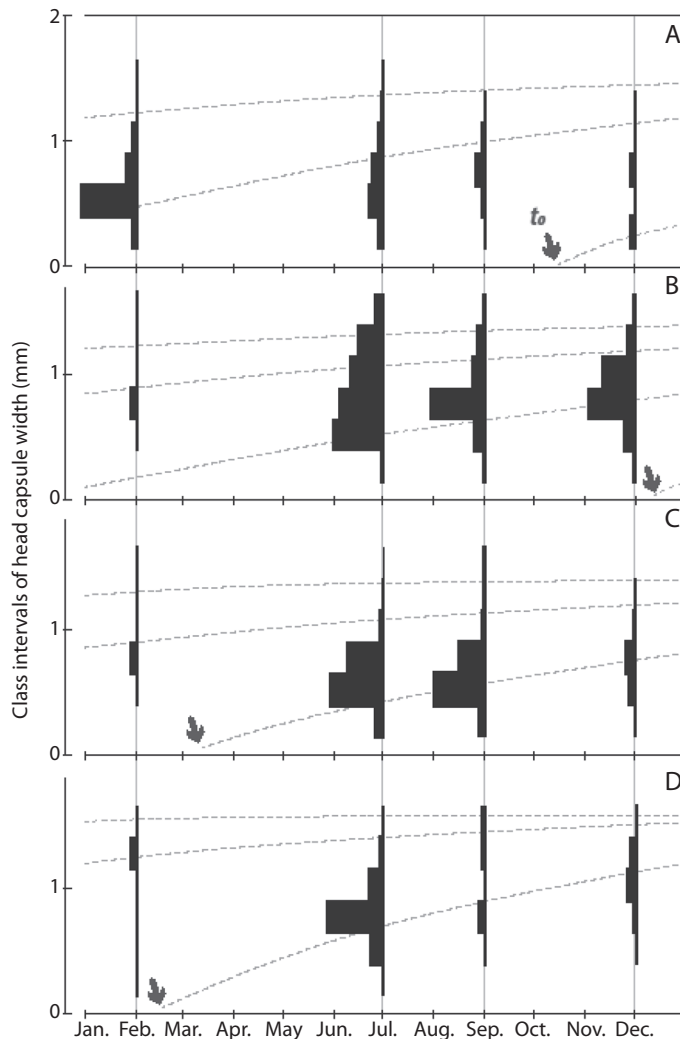 2
A
1
t₀
0
B
1
0
C
1
0
D
1
0
Jan. Feb. Mar. Apr. May Jun. Jul. Aug. Sep. Oct. Nov. Dec.
Class intervals of head capsule width (mm)